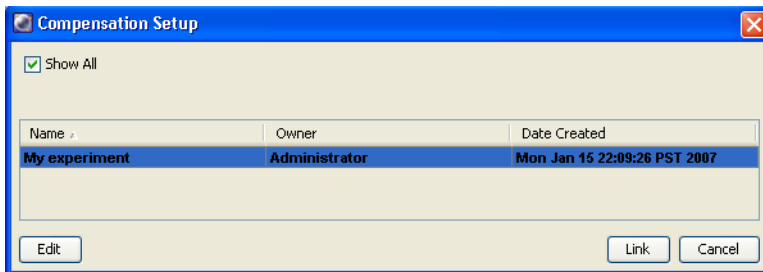 Compensation Setup
Show All
Name Owner Date Created
My experiment Administrator Mon Jan 15 22:09:26 PST 2007
Edit Link Cancel